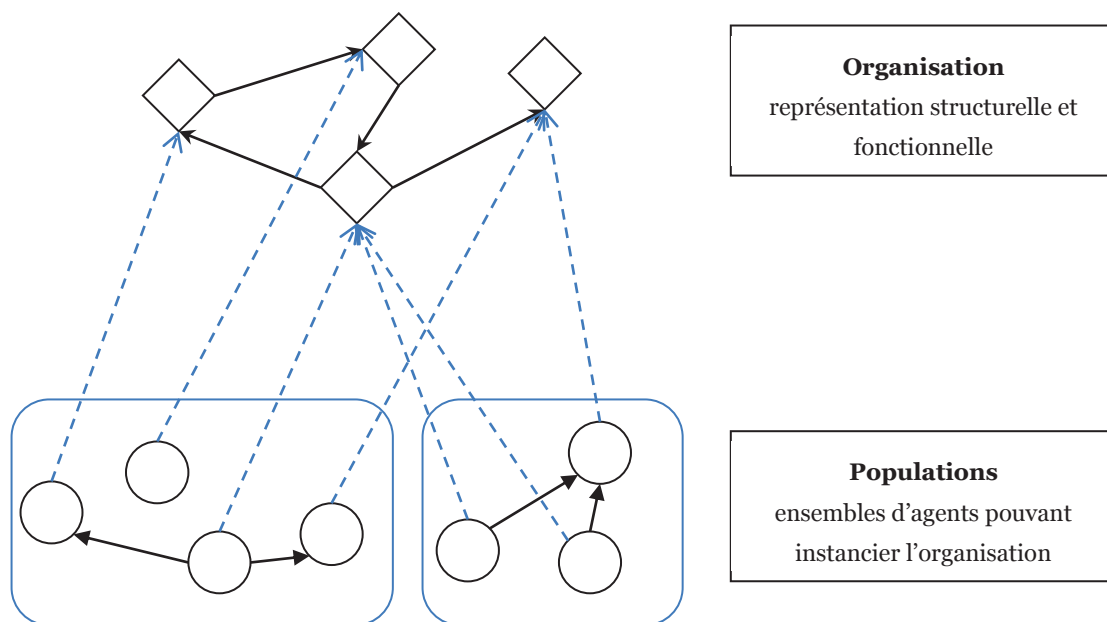 Organisation
représentation structurelle et
fonctionnelle
Populations
ensembles d’agents pouvant
instancier l’organisation